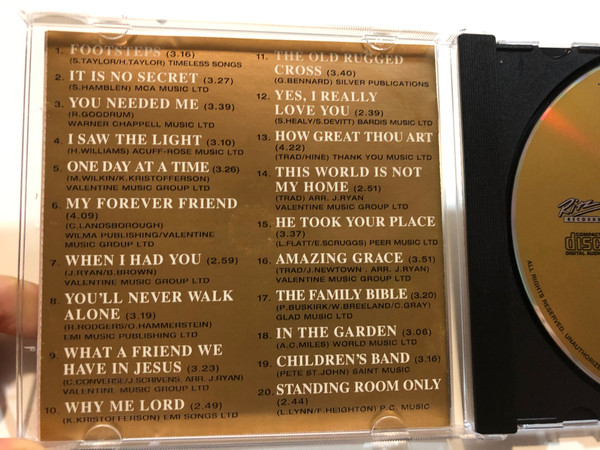 1. FOOTSTEPS (3.16)
(S.TAYLOR/H.TAYLOR) TIMELESS SONGS
2. IT IS NO SECRET (3.27)
(S.HAMBLEN) MCA MUSIC LTD
3. YOU NEEDED ME (3.39)
(R.GOODRUM)
WARNER CHAPPELL MUSIC LTD
4. I SAW THE LIGHT (3.10)
(H.WILLIAMS) ACUFF-ROSE MUSIC LTD
5. ONE DAY AT A TIME (3.26)
(M.WILKIN/K.KRISTOFFERSON)
VALENTINE MUSIC GROUP LTD
6. MY FOREVER FRIEND
(4.09)
(C.LANDSBOROUGH)
WILMA PUBLISHING/VALENTINE
MUSIC GROUP LTD
7. WHEN I HAD YOU (2.59)
(J.RYAN/B.BROWN)
VALENTINE MUSIC GROUP LTD
8. YOU'LL NEVER WALK
ALONE (3.19)
(R.RODGERS/O.HAMMERSTEIN)
EMI MUSIC PUBLISHING LTD
9. WHAT A FRIEND WE
HAVE IN JESUS (3.23)
(C.CONVERSE/J.SCRIVENS. ARR. J.RYAN)
VALENTINE MUSIC GROUP LTD
10. WHY ME LORD (2.49)
(K.KRISTOFFERSON) EMI SONGS LTD
11. THE OLD RUGGED
CROSS (3.40)
(G.BENNARD) SILVER PUBLICATIONS
12. YES, I REALLY
LOVE YOU (2.39)
(S.HEALY/S.DEVITT) BARDIS MUSIC LTD
13. HOW GREAT THOU ART
(4.22)
(TRAD/HINE) THANK YOU MUSIC LTD
14. THIS WORLD IS NOT
MY HOME (2.51)
(TRAD) ARR. J.RYAN
VALENTINE MUSIC GROUP LTD
15. HE TOOK YOUR PLACE
(3.37)
(L.FLATT/E.SCRUGGS) PEER MUSIC LTD
16. AMAZING GRACE (3.51)
(TRAD/J.NEWTOWN . ARR. J.RYAN)
VALENTINE MUSIC GROUP LTD
17. THE FAMILY BIBLE (3.20)
(P.BUSKIRK/W.BREELAND/C.GRAY)
GLAD MUSIC LTD
18. IN THE GARDEN (3.06)
(A.C.MILES) WORLD MUSIC LTD
19. CHILDREN'S BAND (3.16)
(PETE ST.JOHN) SAINT MUSIC
20. STANDING ROOM ONLY
(2.44)
(L.LYNN/F.HEIGHTON) P.C. MUSIC
Ritz
RECORDS
COMPACT
disc
DIGITAL AUDIO
ALL RIGHTS RESERVED. UNAUTHORIZE